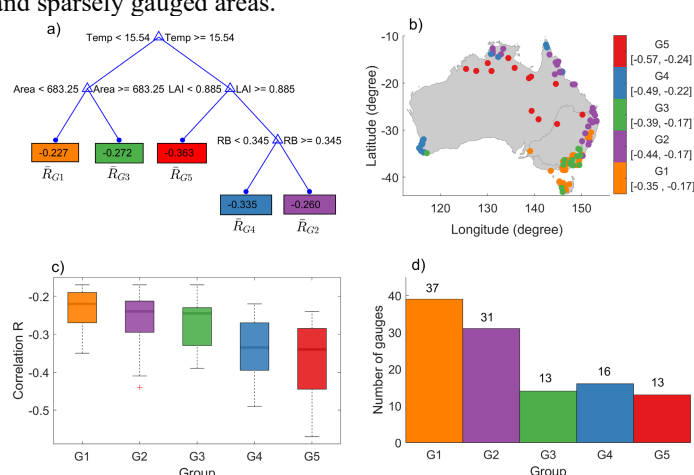 and sparsely gauged areas.
a)
Temp < 15.54 Temp >= 15.54
Area < 683.25 Area >= 683.25 LAI < 0.885 LAI >= 0.885
RB < 0.345 RB >= 0.345
-0.227 -0.272 -0.363
R̄G1 R̄G3 R̄G5
-0.335 -0.260
R̄G4 R̄G2
b)
-10
-20
-30
-40
Latitude (degree)
120 130 140 150
Longitude (degree)
G5
[-0.57, -0.24]
G4
[-0.49, -0.22]
G3
[-0.39, -0.17]
G2
[-0.44, -0.17]
G1
[-0.35 , -0.17]
c)
-0.2
-0.3
-0.4
-0.5
Correlation R
G1 G2 G3 G4 G5
Group
d)
40
30
20
10
0
Number of gauges
37
31
13
16
13
G1 G2 G3 G4 G5
Group